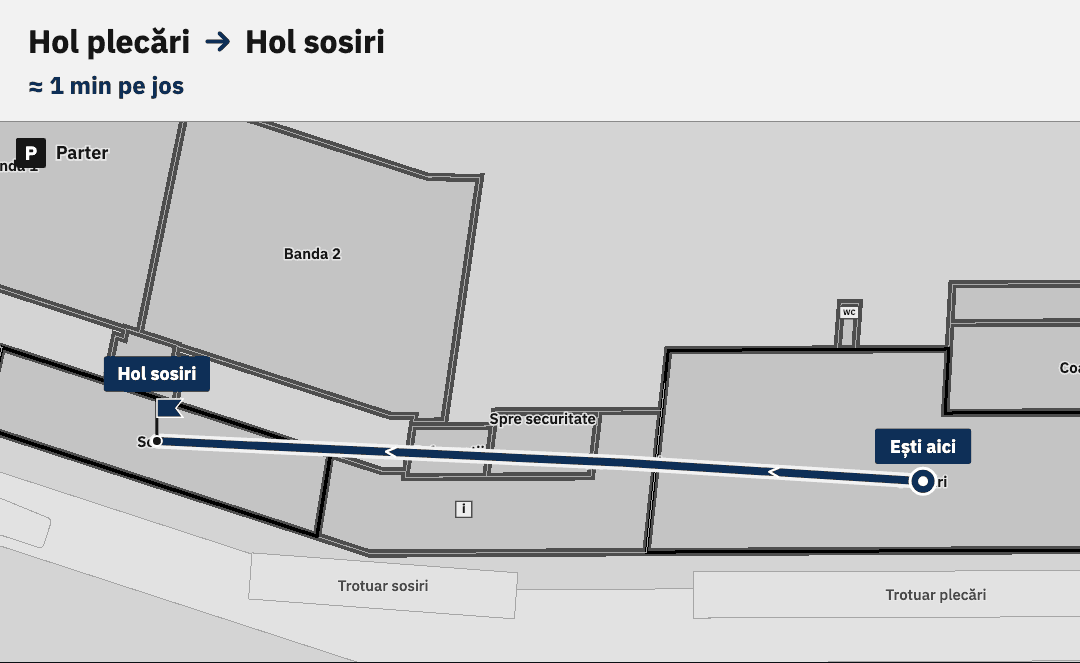 Hol plecări → Hol sosiri
≈ 1 min pe jos
P Parter
Banda 2
WC
Hol sosiri
Spre securitate
Ești aici
i
Trotuar sosiri
Trotuar plecări